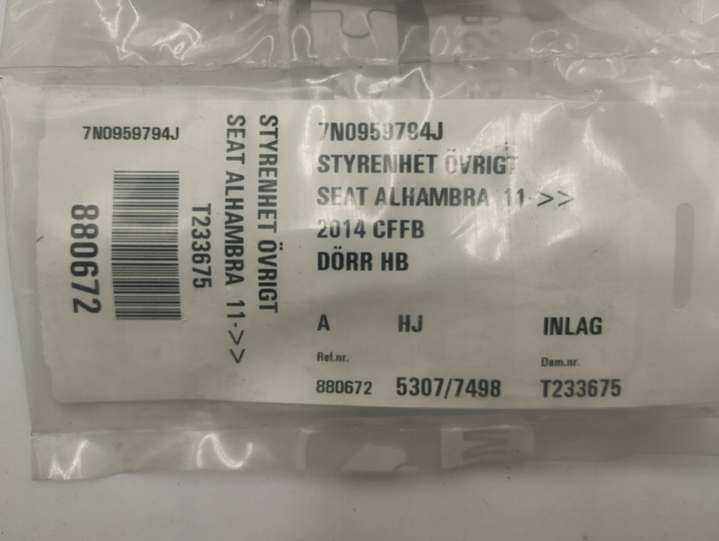 7N0959794J
880672
T233675
STYRENHET ÖVRIGT
SEAT ALHAMBRA 11->>
7N0959794J
STYRENHET ÖVRIGT
SEAT ALHAMBRA 11->>
2014 CFFB
DÖRR HB
A HJ INLAG
Ref.nr. Dem.nr.
880672 5307/7498 T233675